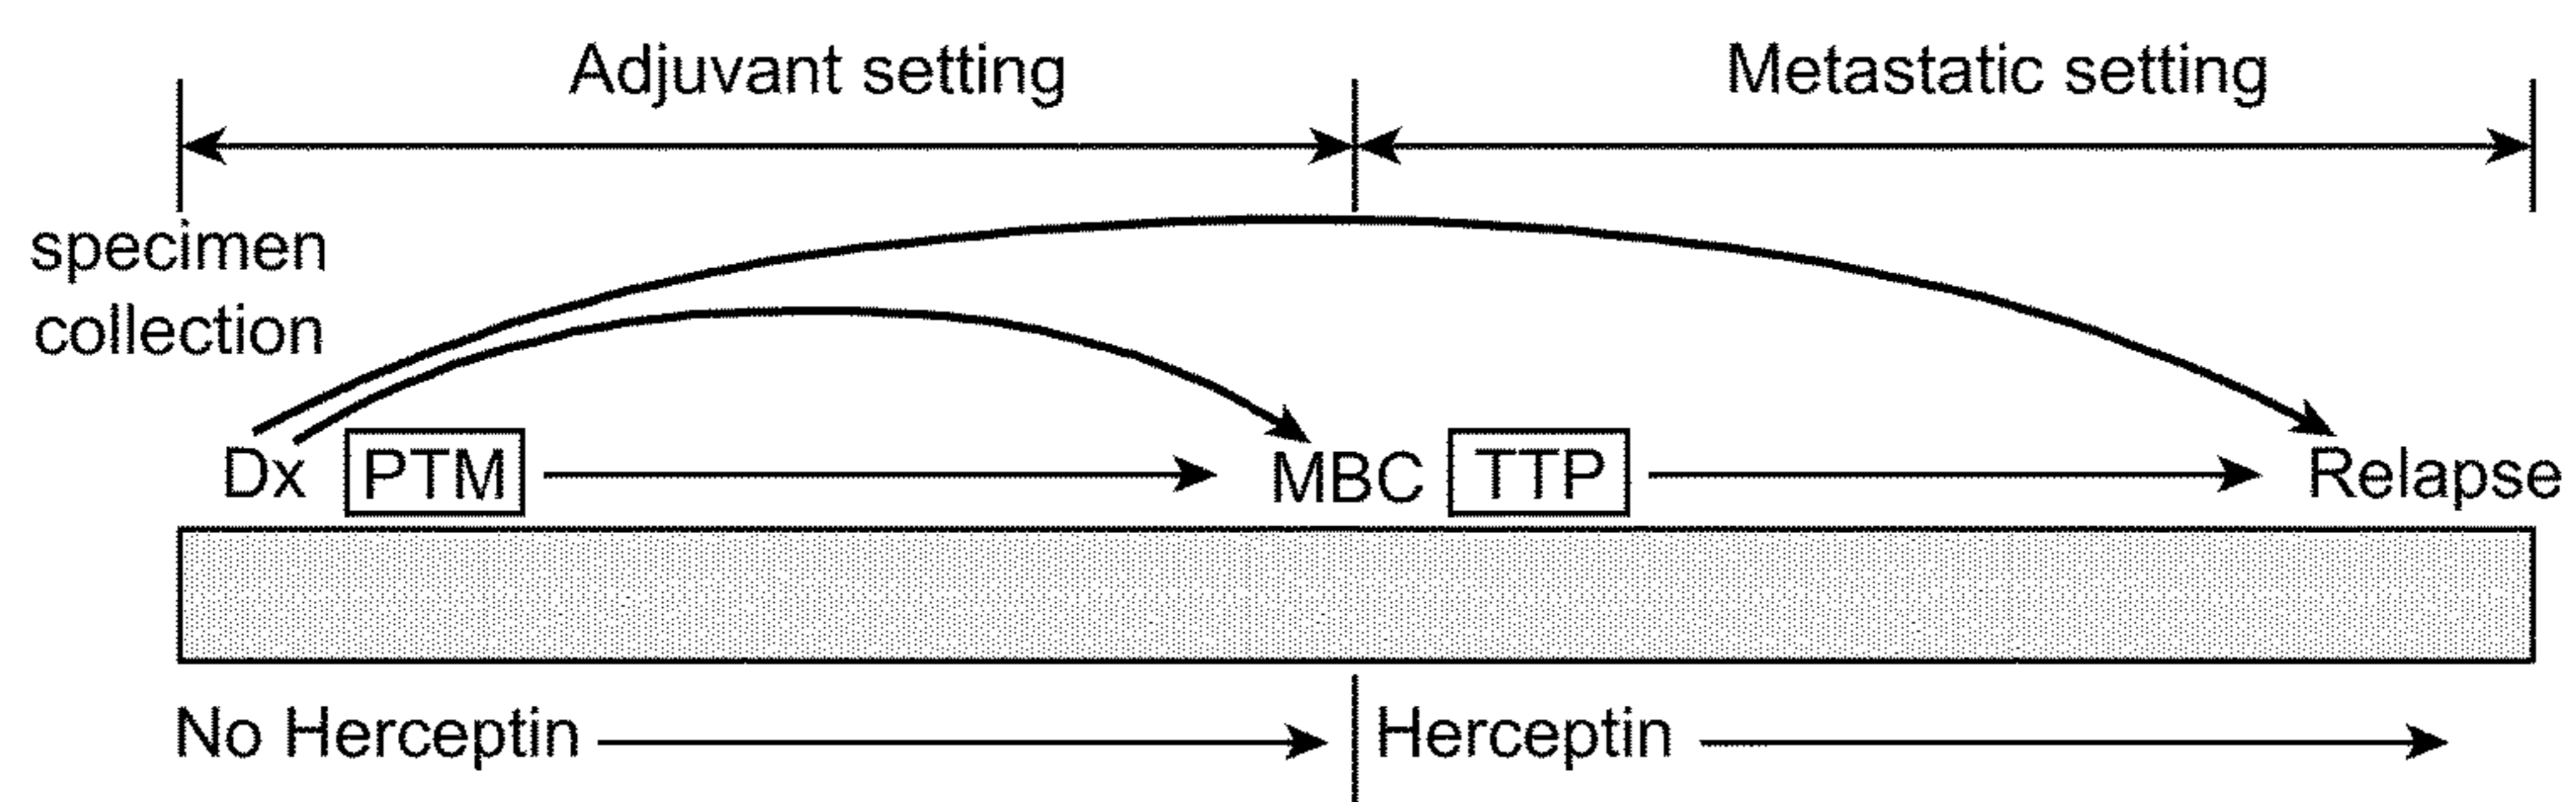 Adjuvant setting
Metastatic setting
specimen
collection
Dx PTM MBC TTP Relapse
No Herceptin Herceptin